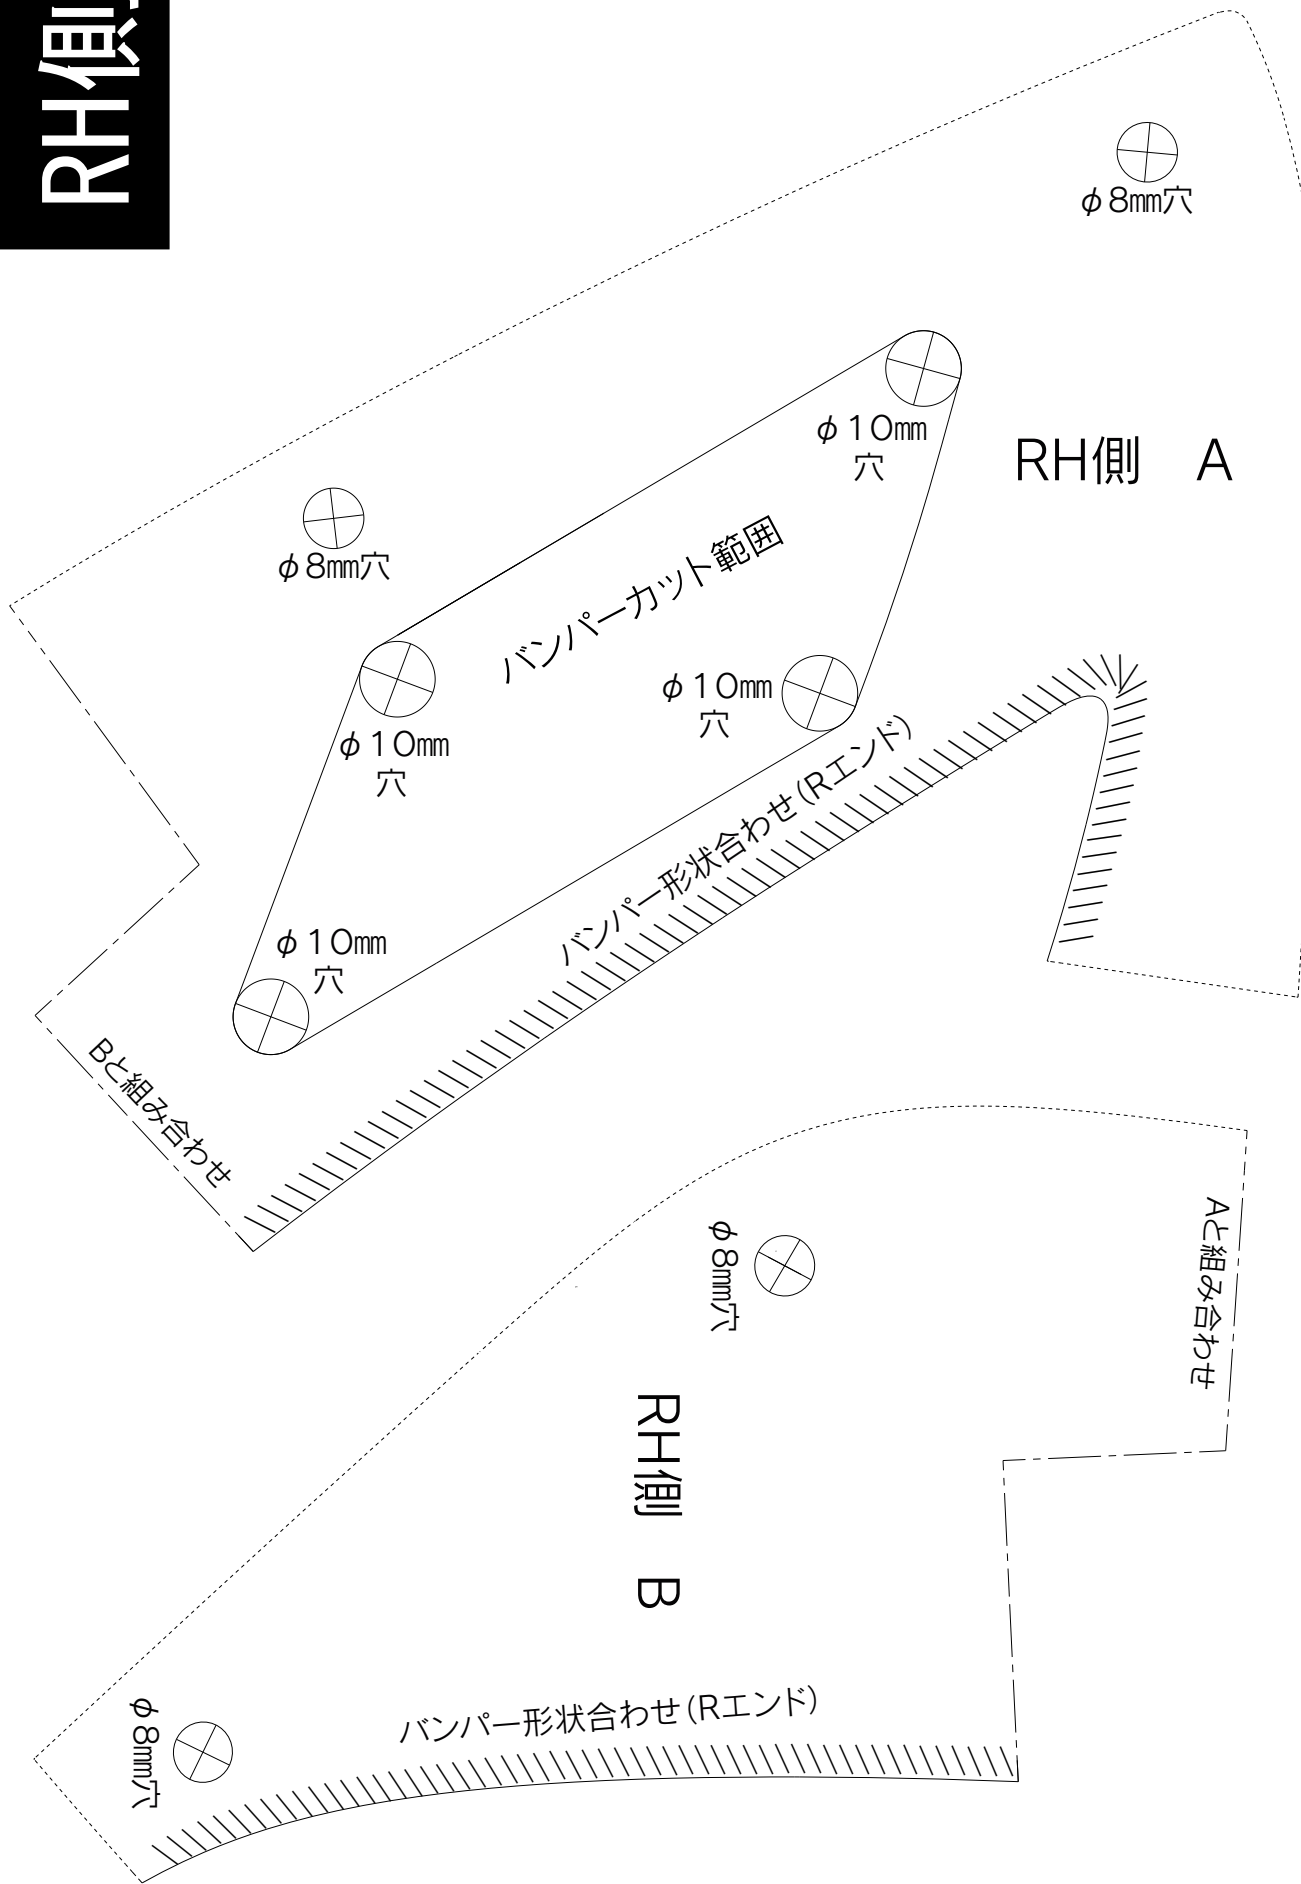 RH側
φ8mm穴
φ10mm
穴
RH側 A
φ8mm穴
バンパーカット範囲
φ10mm
穴
φ10mm
穴
バンパー形状合わせ(Rエンド)
φ10mm
穴
Bと組み合わせ
Aと組み合わせ
φ8mm穴
RH側 B
バンパー形状合わせ(Rエンド)
φ8mm穴